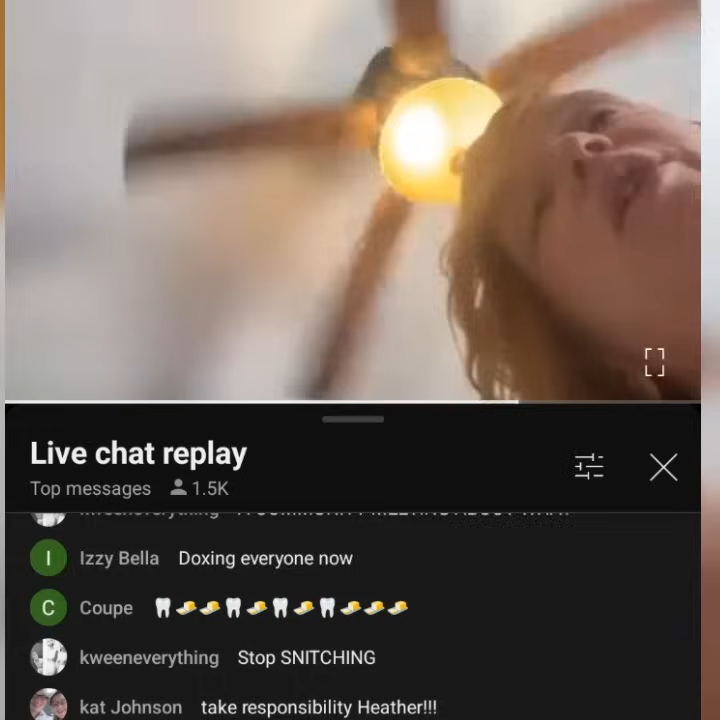 Live chat replay
Top messages 1.5K
I Izzy Bella Doxing everyone now
C Coupe 🦷🧈🧈🦷🧈🦷🧈🦷🧈🧈🧈
kweeneverything Stop SNITCHING
kat Johnson take responsibility Heather!!!